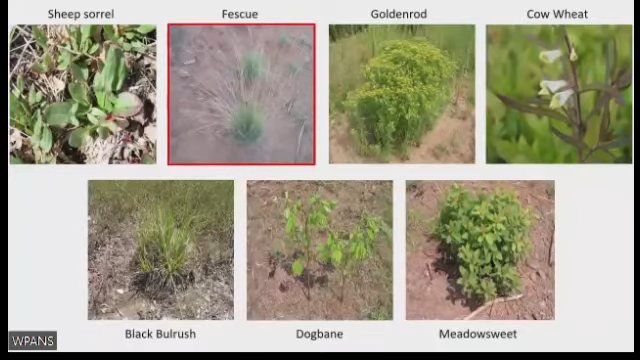 Sheep sorrel
Fescue
Goldenrod
Cow Wheat
Black Bulrush
Dogbane
Meadowsweet
WPANS